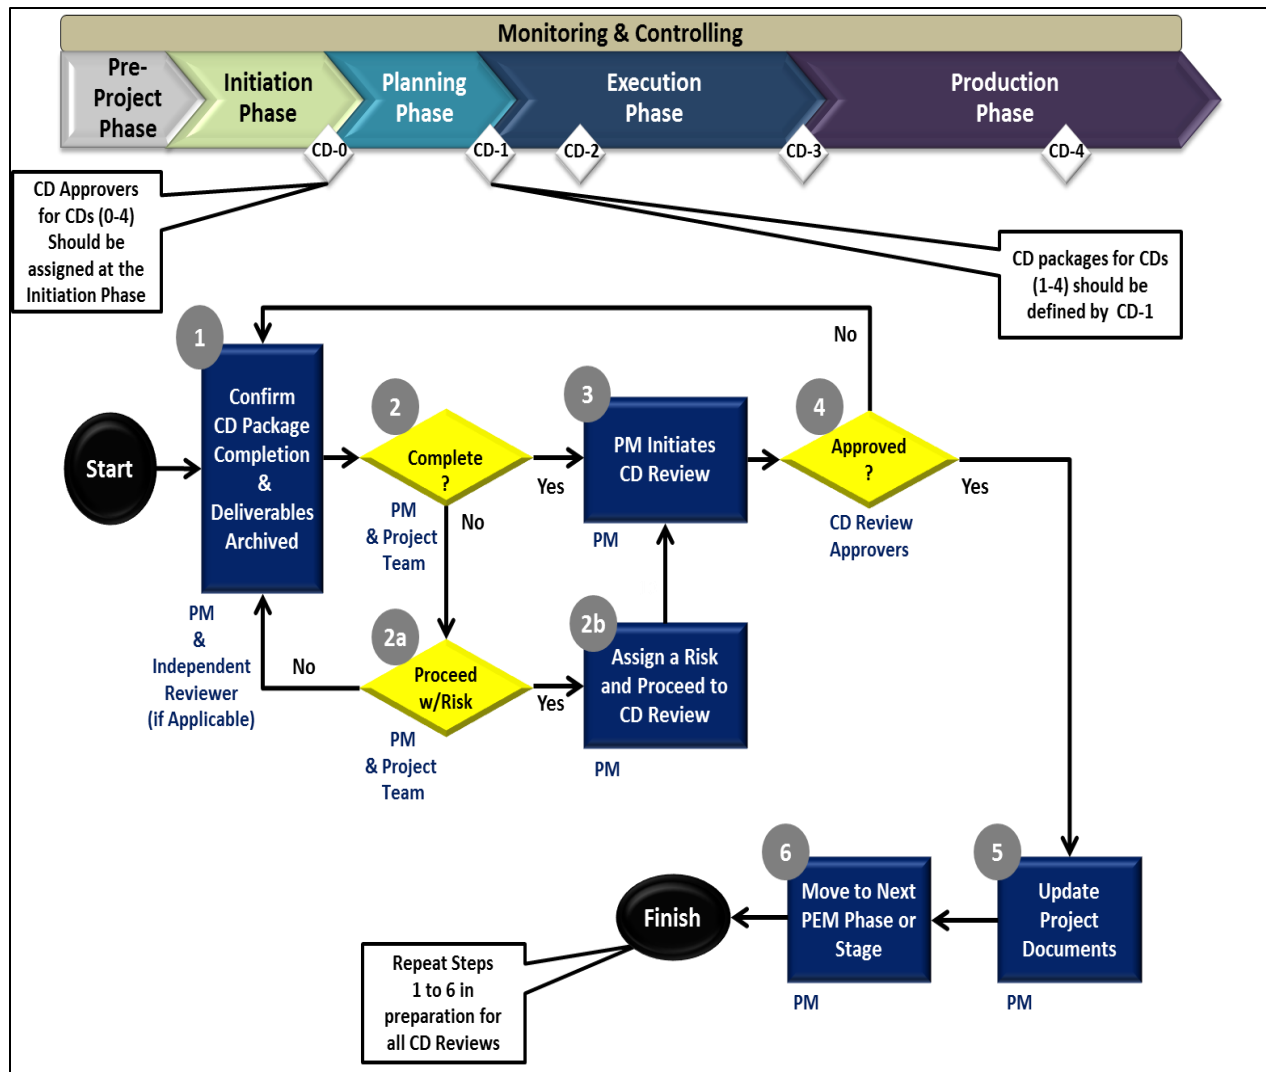 Monitoring & Controlling
Pre-
Project
Phase
Initiation
Phase
Planning
Phase
Execution
Phase
Production
Phase
CD-0
CD-1
CD-2
CD-3
CD-4
CD Approvers
for CDs (0-4)
Should be
assigned at the
Initiation Phase
CD packages for CDs
(1-4) should be
defined by CD-1
Start
1
Confirm
CD Package
Completion
&
Deliverables
Archived
PM
&
Independent
Reviewer
(if Applicable)
2
Complete
?
PM
& Project
Team
Yes
No
2a
Proceed
w/Risk
PM
& Project
Team
No
Yes
2b
Assign a Risk
and Proceed to
CD Review
PM
3
PM Initiates
CD Review
PM
4
Approved
?
CD Review
Approvers
No
Yes
5
Update
Project
Documents
PM
6
Move to Next
PEM Phase or
Stage
PM
Finish
Repeat Steps
1 to 6 in
preparation for
all CD Reviews